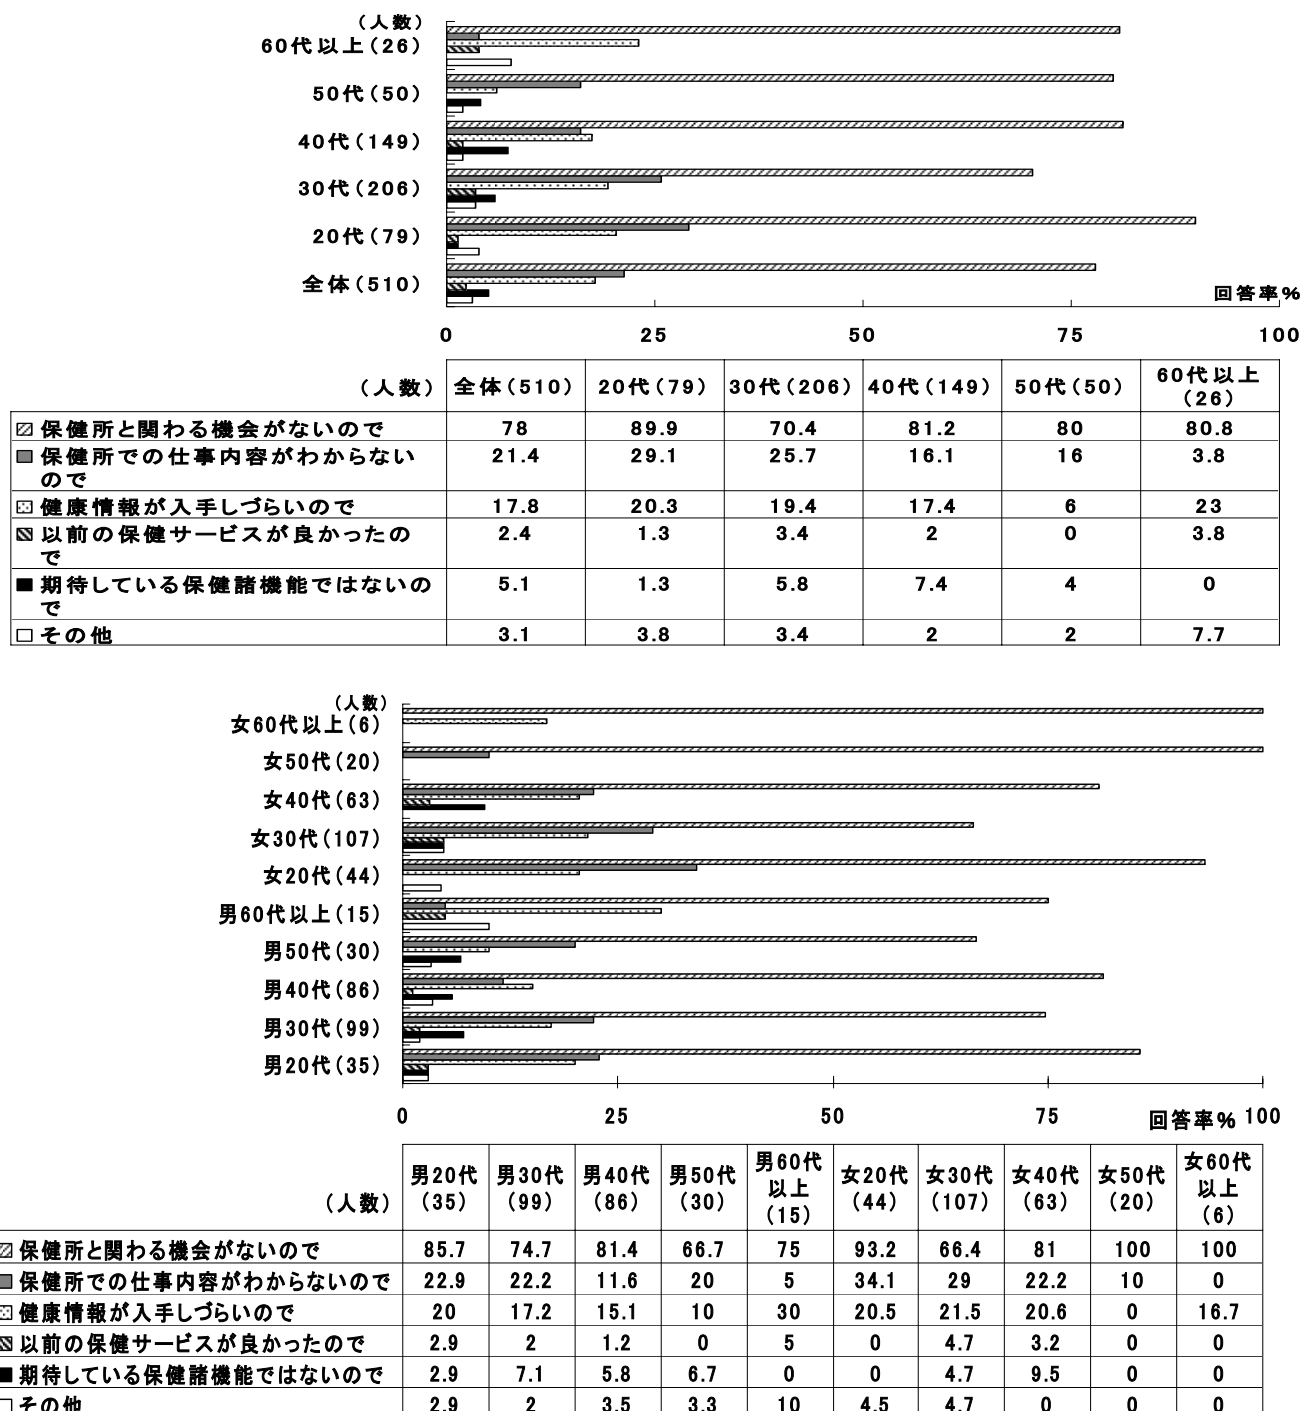 (人数)
60代以上(26)
50代(50)
40代(149)
30代(206)
20代(79)
全体(510)
回答率%
0 25 50 75 100
(人数) 全体(510) 20代(79) 30代(206) 40代(149) 50代(50) 60代以上
(26)
保健所と関わる機会がないので 78 89.9 70.4 81.2 80 80.8
保健所での仕事内容がわからない 21.4 29.1 25.7 16.1 16 3.8
ので
健康情報が入手しづらいので 17.8 20.3 19.4 17.4 6 23
以前の保健サービスが良かったの 2.4 1.3 3.4 2 0 3.8
で
期待している保健諸機能ではないの 5.1 1.3 5.8 7.4 4 0
で
その他 3.1 3.8 3.4 2 2 7.7
(人数)
女60代以上(6)
女50代(20)
女40代(63)
女30代(107)
女20代(44)
男60代以上(15)
男50代(30)
男40代(86)
男30代(99)
男20代(35)
0 25 50 75 回答率% 100
(人数) 男20代(35) 男30代(99) 男40代(86) 男50代(30) 男60代以上(15) 女20代(44) 女30代(107) 女40代(63) 女50代(20) 女60代以上(6)
保健所と関わる機会がないので 85.7 74.7 81.4 66.7 75 93.2 66.4 81 100 100
保健所での仕事内容がわからないので 22.9 22.2 11.6 20 5 34.1 29 22.2 10 0
健康情報が入手しづらいので 20 17.2 15.1 10 30 20.5 21.5 20.6 0 16.7
以前の保健サービスが良かったので 2.9 2 1.2 0 5 0 4.7 3.2 0 0
期待している保健諸機能ではないので 2.9 7.1 5.8 6.7 0 0 4.7 9.5 0 0
その他 2.9 2 3.5 3.3 10 4.5 4.7 0 0 0